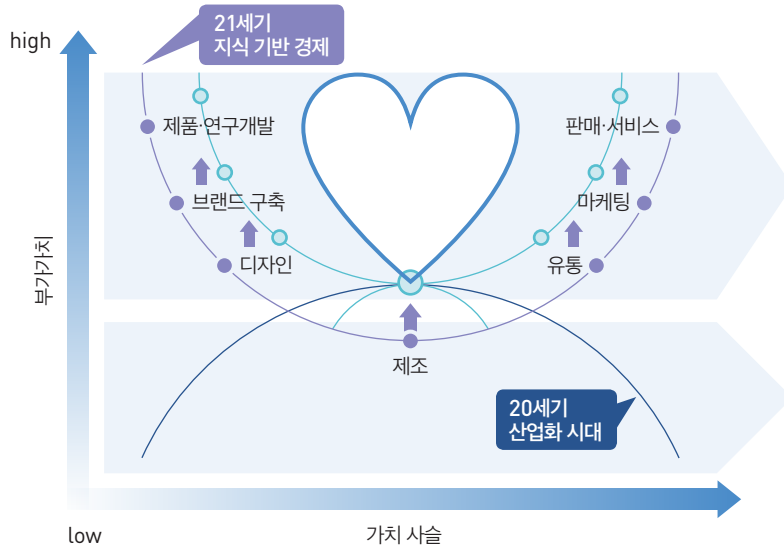 high
21세기
지식 기반 경제
제품·연구개발
판매·서비스
브랜드 구축
마케팅
디자인
유통
부가가치
제조
20세기
산업화 시대
low
가치 사슬